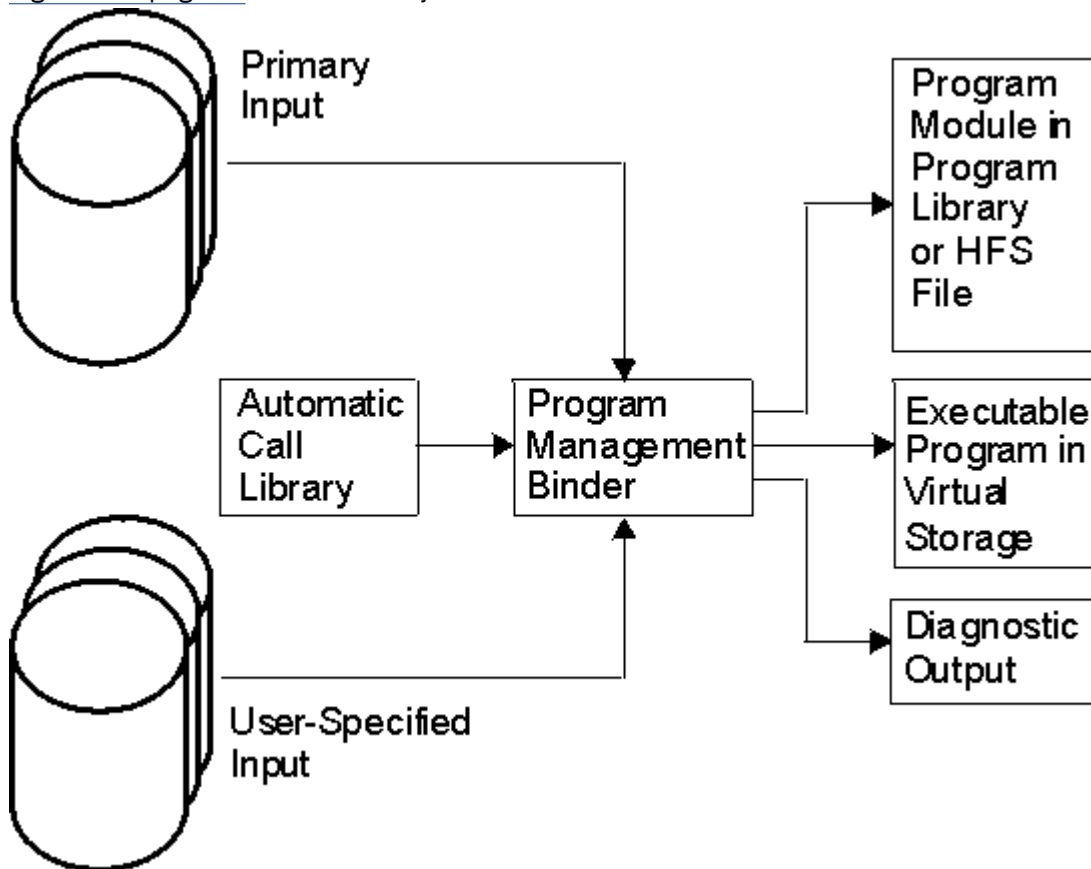 Primary
Input
Program
Module in
Program
Library
or HFS
File
Automatic
Call
Library
Program
Management
Binder
Executable
Program in
Virtual
Storage
Diagnostic
Output
User-Specified
Input